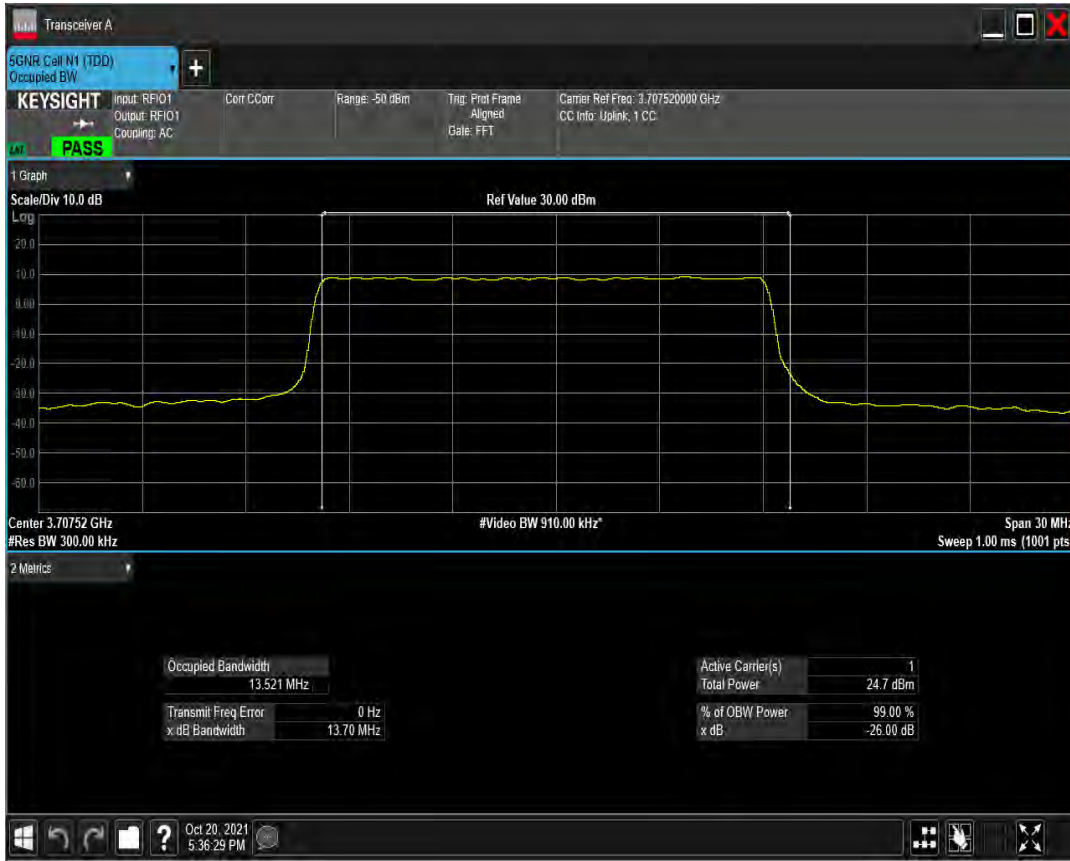 Transceiver A
5GNR Cell N1 (TDD)
Occupied BW
+
KEYSIGHT
Input: RFIO1
Output: RFIO1
Coupling: AC
PASS
Corr CCorr
Range: -50 dBm
Trig: Prot Frame
Aligned
Gate: FFT
Carrier Ref Freq: 3.707520000 GHz
CC Info: Uplink, 1 CC
1 Graph
Scale/Div 10.0 dB
Ref Value 30.00 dBm
Log
20.0
10.0
0.00
-10.0
-20.0
-30.0
-40.0
-50.0
-60.0
Center 3.70752 GHz
#Video BW 910.00 kHz*
Span 30 MHz
#Res BW 300.00 kHz
Sweep 1.00 ms (1001 pts
2 Metrics
Occupied Bandwidth
13.521 MHz
Transmit Freq Error 0 Hz
x dB Bandwidth 13.70 MHz
Active Carrier(s) 1
Total Power 24.7 dBm
% of OBW Power 99.00 %
x dB -26.00 dB
?
Oct 20, 2021
5:36:29 PM